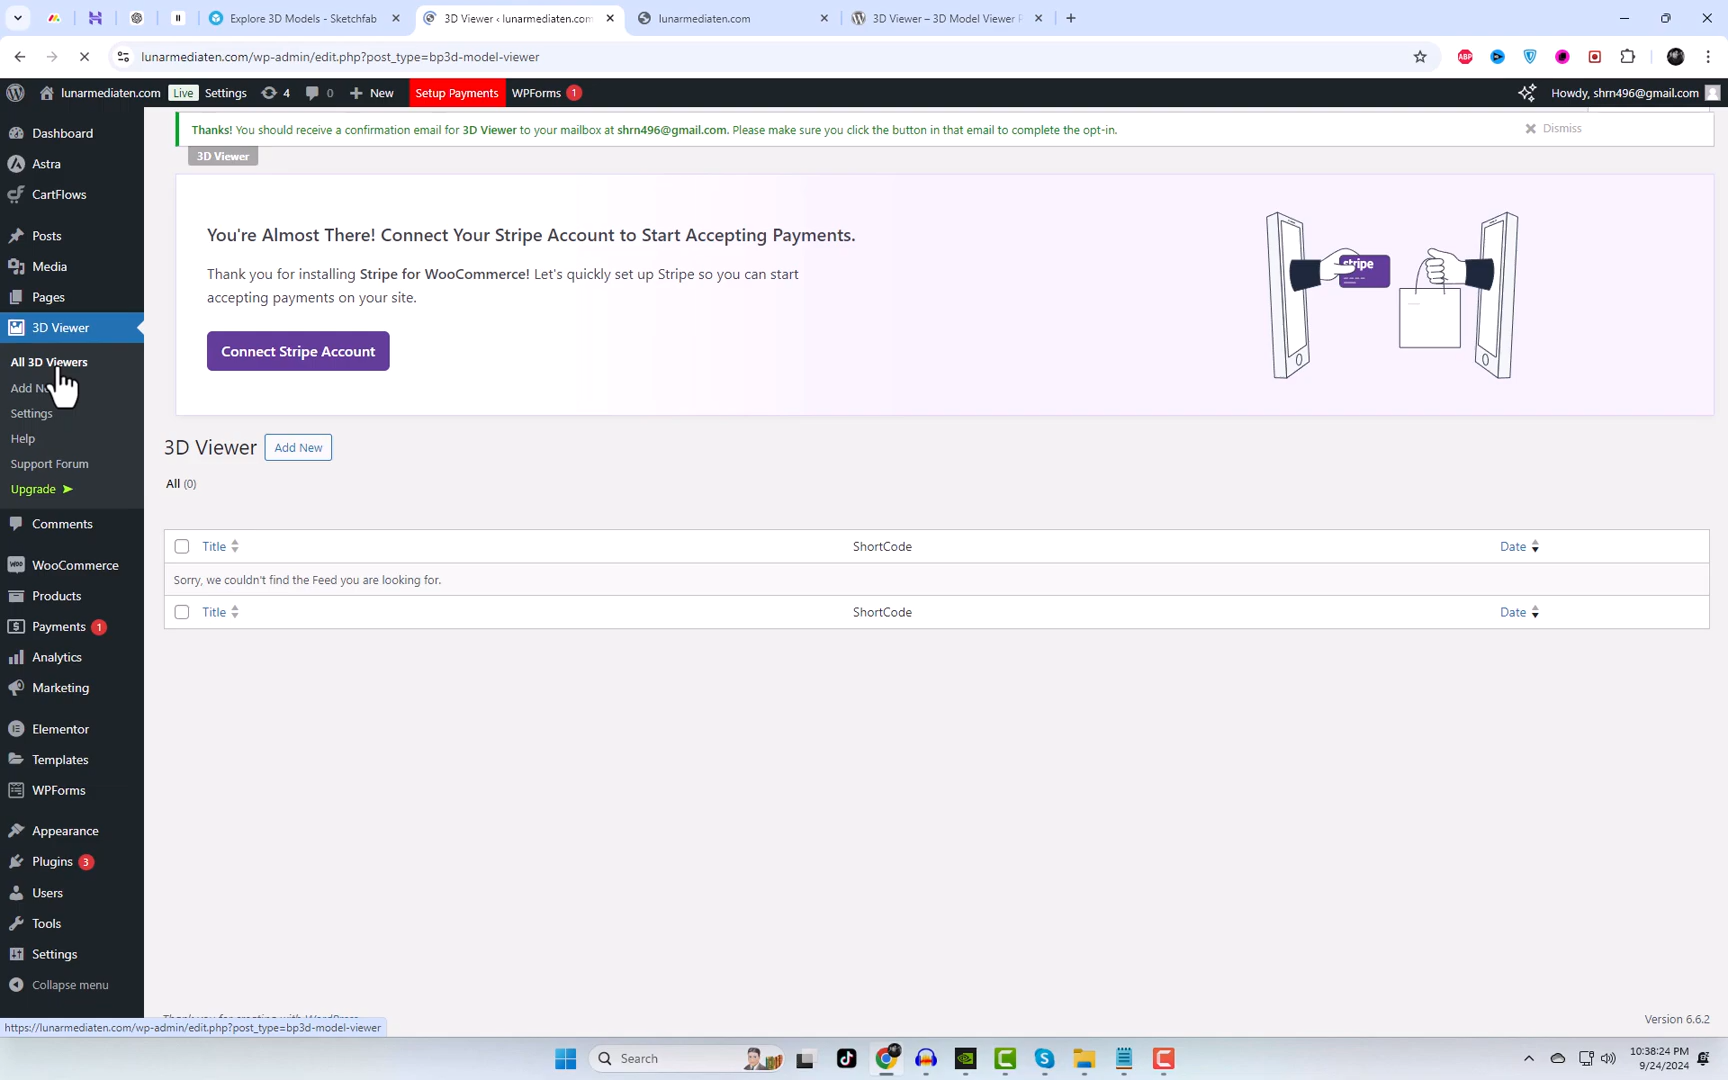 Explore 3D Models - Sketchfab
3D Viewer ‹ lunarmediaten.com
lunarmediaten.com
3D Viewer – 3D Model Viewer P
lunarmediaten.com/wp-admin/edit.php?post_type=bp3d-model-viewer
ABP
lunarmediaten.com
Live
Settings
4
0
New
Setup Payments
WPForms
1
Howdy, shrn496@gmail.com
Dashboard
Astra
CartFlows
Posts
Media
Pages
3D Viewer
All 3D Viewers
Add
Settings
Help
Support Forum
Upgrade ➤
Comments
WooCommerce
Products
Payments 1
Analytics
Marketing
Elementor
Templates
WPForms
Appearance
Plugins 3
Users
Tools
Settings
Collapse menu
Thanks! You should receive a confirmation email for 3D Viewer to your mailbox at shrn496@gmail.com. Please make sure you click the button in that email to complete the opt-in.
Dismiss
3D Viewer
You're Almost There! Connect Your Stripe Account to Start Accepting Payments.
Thank you for installing Stripe for WooCommerce! Let's quickly set up Stripe so you can start
accepting payments on your site.
Connect Stripe Account
stripe
3D Viewer
Add New
All (0)
Title
ShortCode
Date
Sorry, we couldn't find the Feed you are looking for.
Title
ShortCode
Date
Version 6.6.2
https://lunarmediaten.com/wp-admin/edit.php?post_type=bp3d-model-viewer
Search
10:38:24 PM
9/24/2024